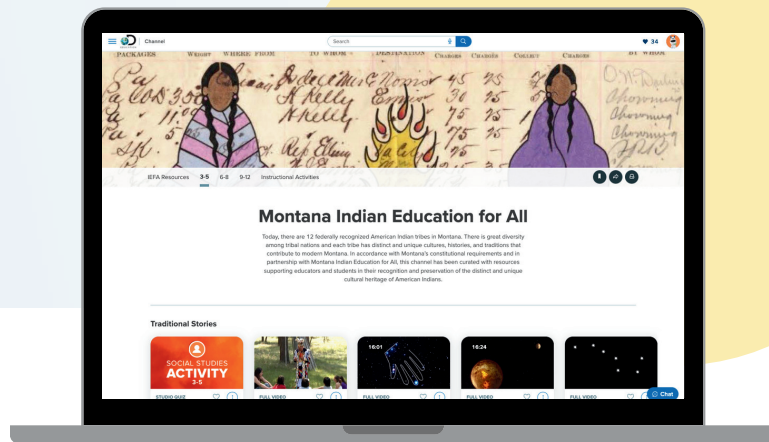 Channel
Search
34
PACKAGES WEIGHT WHERE FROM TO WHOM DESTINATION CHARGES CHARGES COLLECT CHARGES BY WHOM
IEFA Resources 3-5 6-8 9-12 Instructional Activities
Montana Indian Education for All
Today, there are 12 federally recognized American Indian tribes in Montana. There is great diversity
among tribal nations and each tribe has distinct and unique cultures, histories, and traditions that
contribute to modern Montana. In accordance with Montana's constitutional requirements and in
partnership with Montana Indian Education for All, this channel has been curated with resources
supporting educators and students in their recognition and preservation of the distinct and unique
cultural heritage of American Indians.
Traditional Stories
SOCIAL STUDIES
ACTIVITY
3-5
16:01
16:24
STUDIO QUIZ
FULL VIDEO
FULL VIDEO
FULL VIDEO
FULL VIDEO
Chat